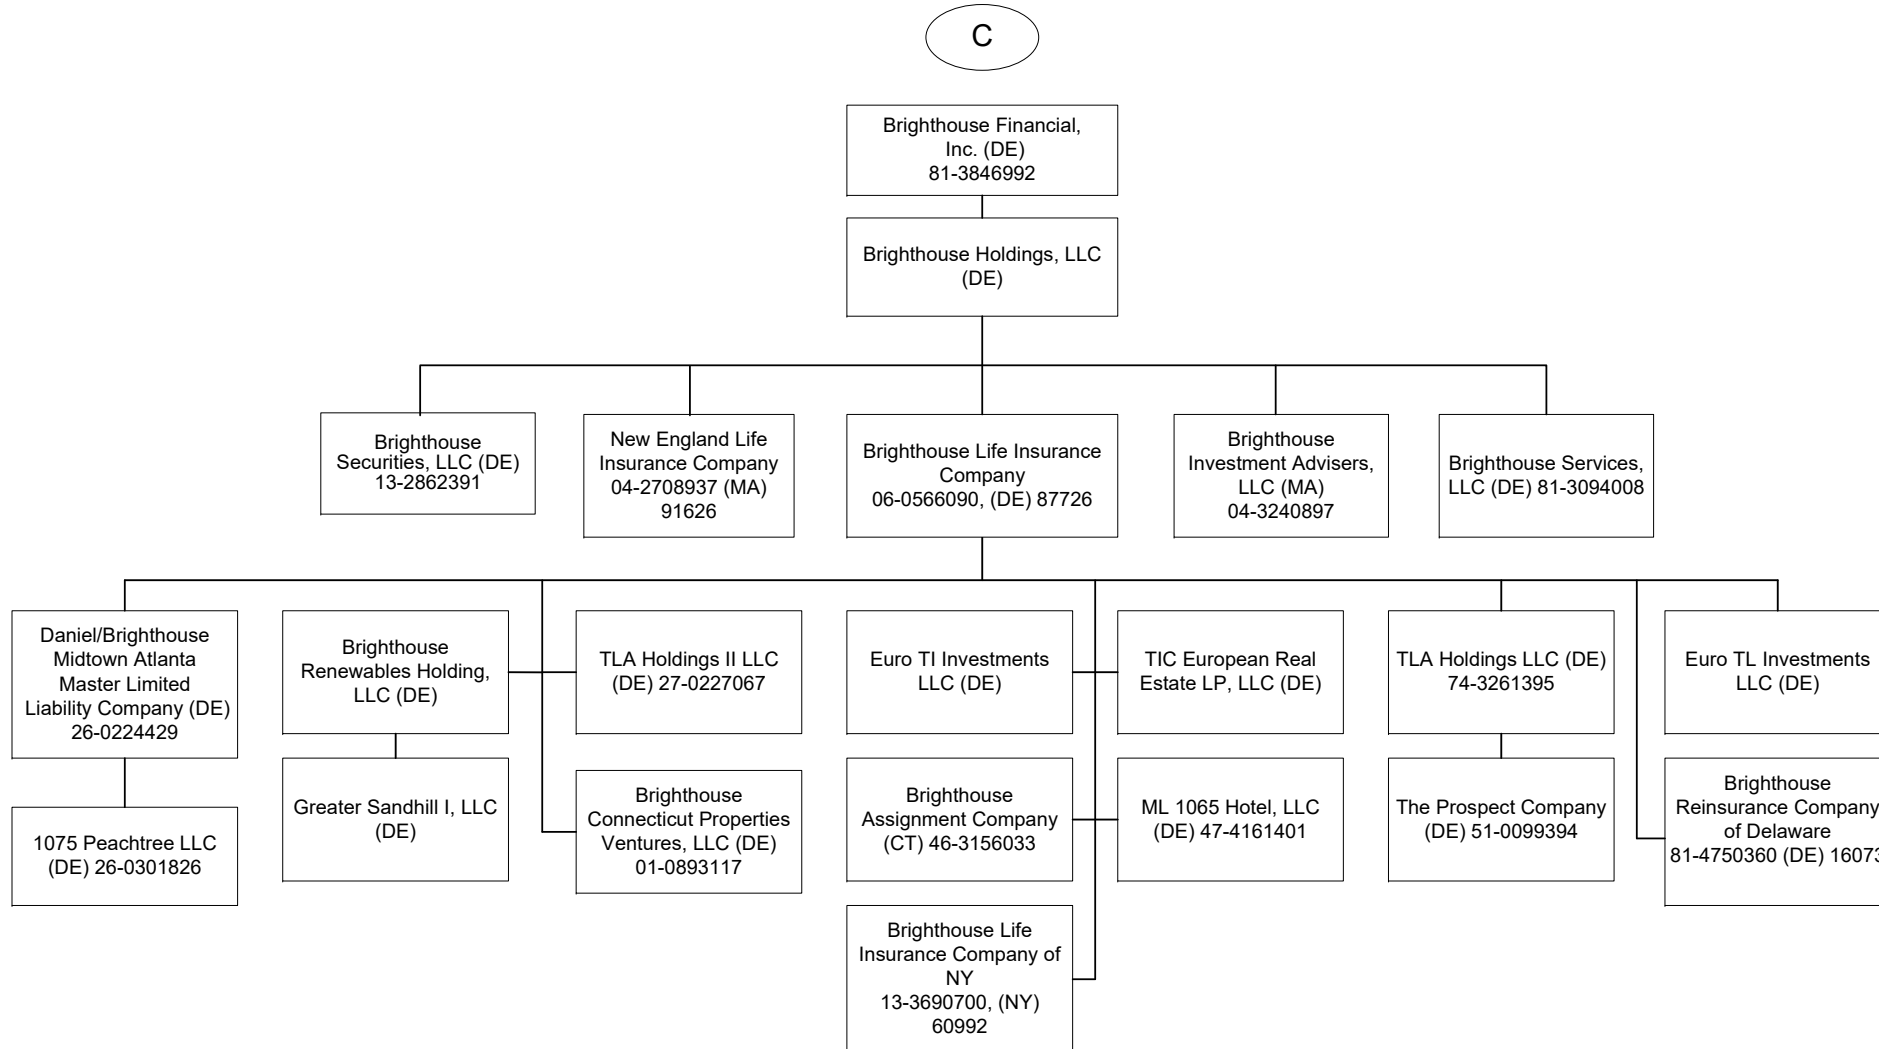 C
Brighthouse Financial,
Inc. (DE)
81-3846992
Brighthouse Holdings, LLC
(DE)
Brighthouse
Securities, LLC (DE)
13-2862391
New England Life
Insurance Company
04-2708937 (MA)
91626
Brighthouse Life Insurance
Company
06-0566090, (DE) 87726
Brighthouse
Investment Advisers,
LLC (MA)
04-3240897
Brighthouse Services,
LLC (DE) 81-3094008
Daniel/Brighthouse
Midtown Atlanta
Master Limited
Liability Company (DE)
26-0224429
Brighthouse
Renewables Holding,
LLC (DE)
TLA Holdings II LLC
(DE) 27-0227067
Euro TI Investments
LLC (DE)
TIC European Real
Estate LP, LLC (DE)
TLA Holdings LLC (DE)
74-3261395
Euro TL Investments
LLC (DE)
1075 Peachtree LLC
(DE) 26-0301826
Greater Sandhill I, LLC
(DE)
Brighthouse
Connecticut Properties
Ventures, LLC (DE)
01-0893117
Brighthouse
Assignment Company
(CT) 46-3156033
ML 1065 Hotel, LLC
(DE) 47-4161401
The Prospect Company
(DE) 51-0099394
Brighthouse
Reinsurance Company
of Delaware
81-4750360 (DE) 16073
Brighthouse Life
Insurance Company of
NY
13-3690700, (NY)
60992